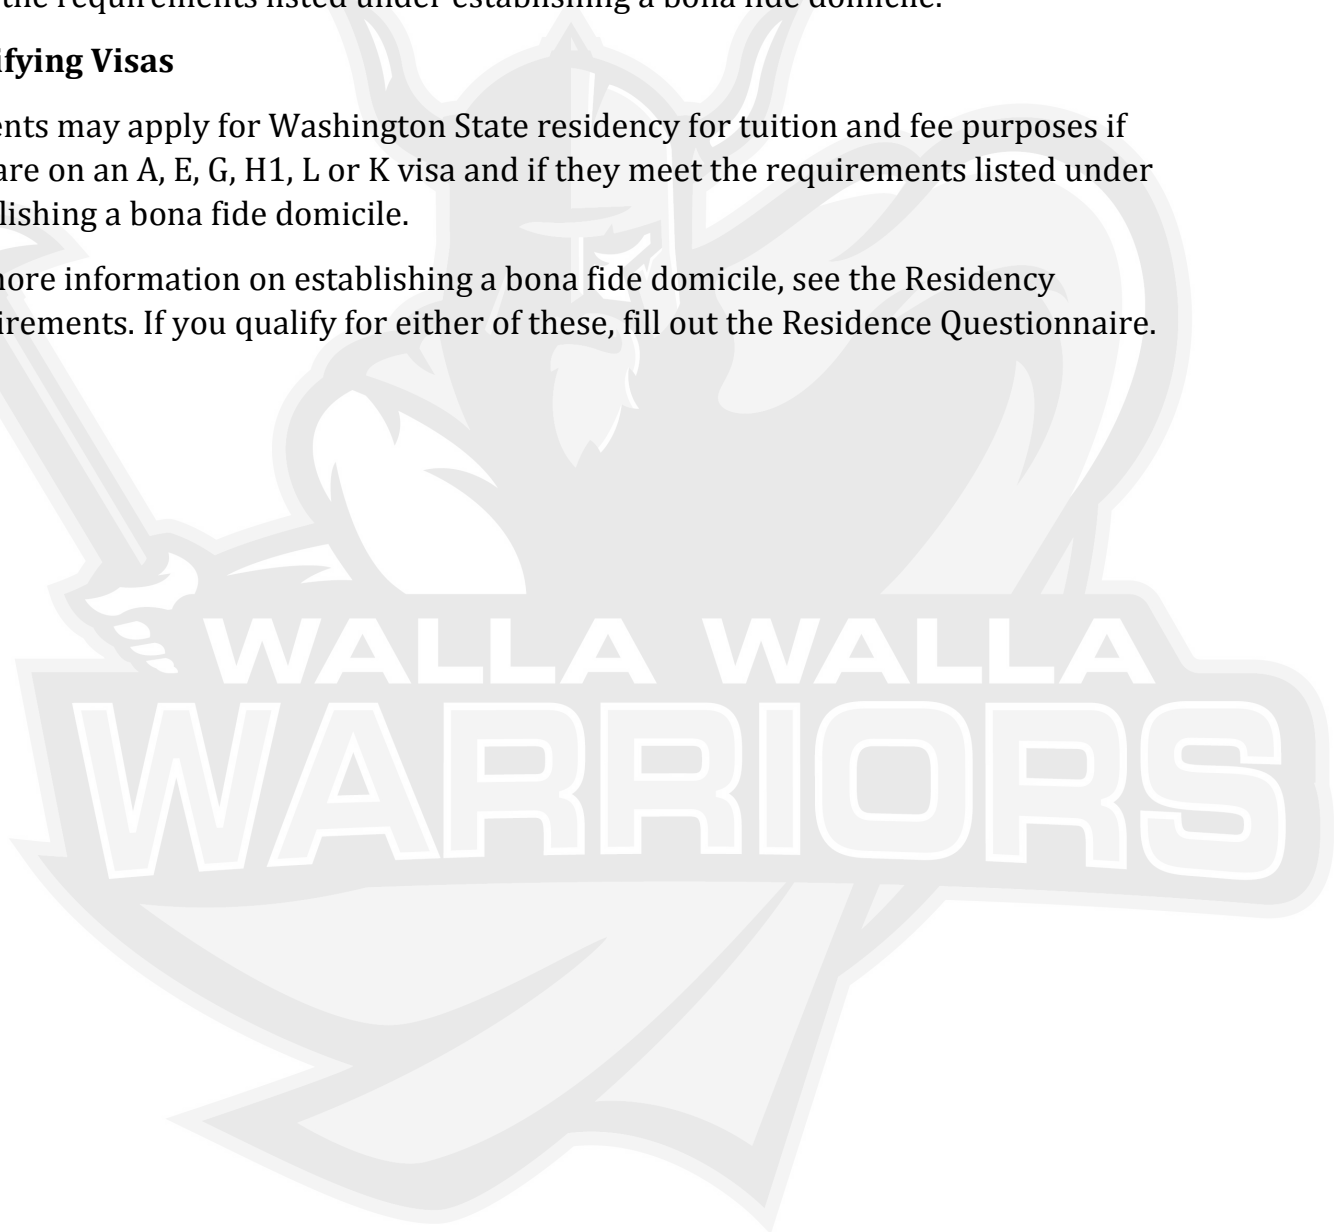 the requirements listed under establishing a bona fide domicile.
ifying Visas
ents may apply for Washington State residency for tuition and fee purposes if
are on an A, E, G, H1, L or K visa and if they meet the requirements listed under
lishing a bona fide domicile.
ore information on establishing a bona fide domicile, see the Residency
irements. If you qualify for either of these, fill out the Residence Questionnaire.
WALLA WALLA
WARRIORS